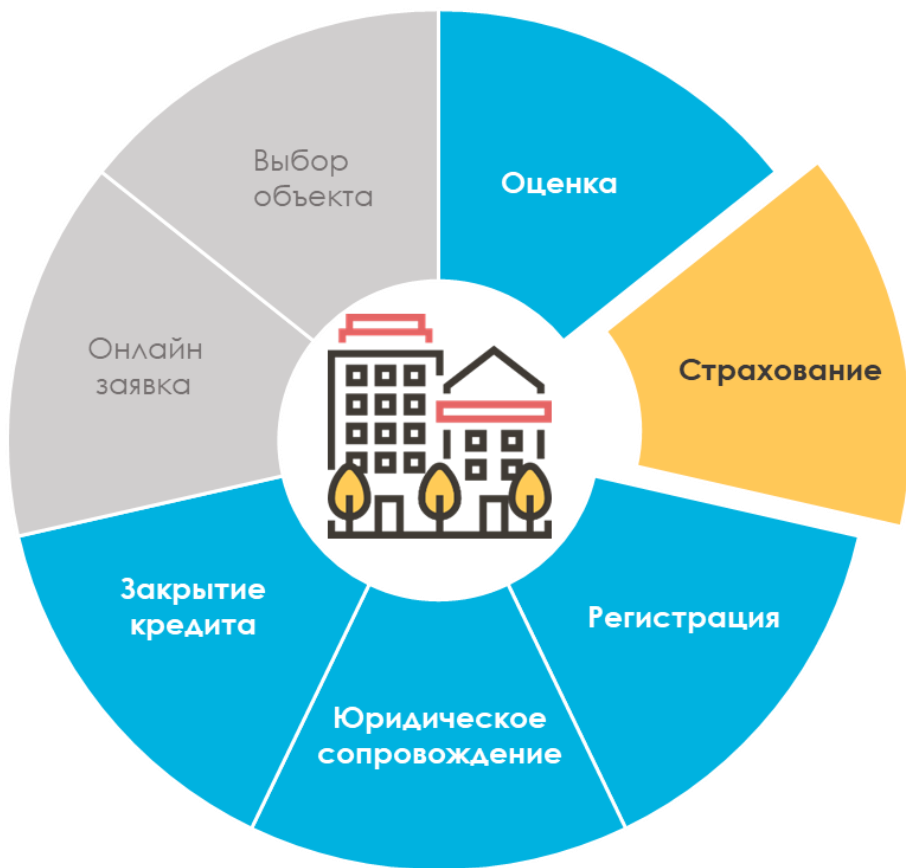 Выбор
объекта
Оценка
Страхование
Онлайн
заявка
Закрытие
кредита
Регистрация
Юридическое
сопровождение